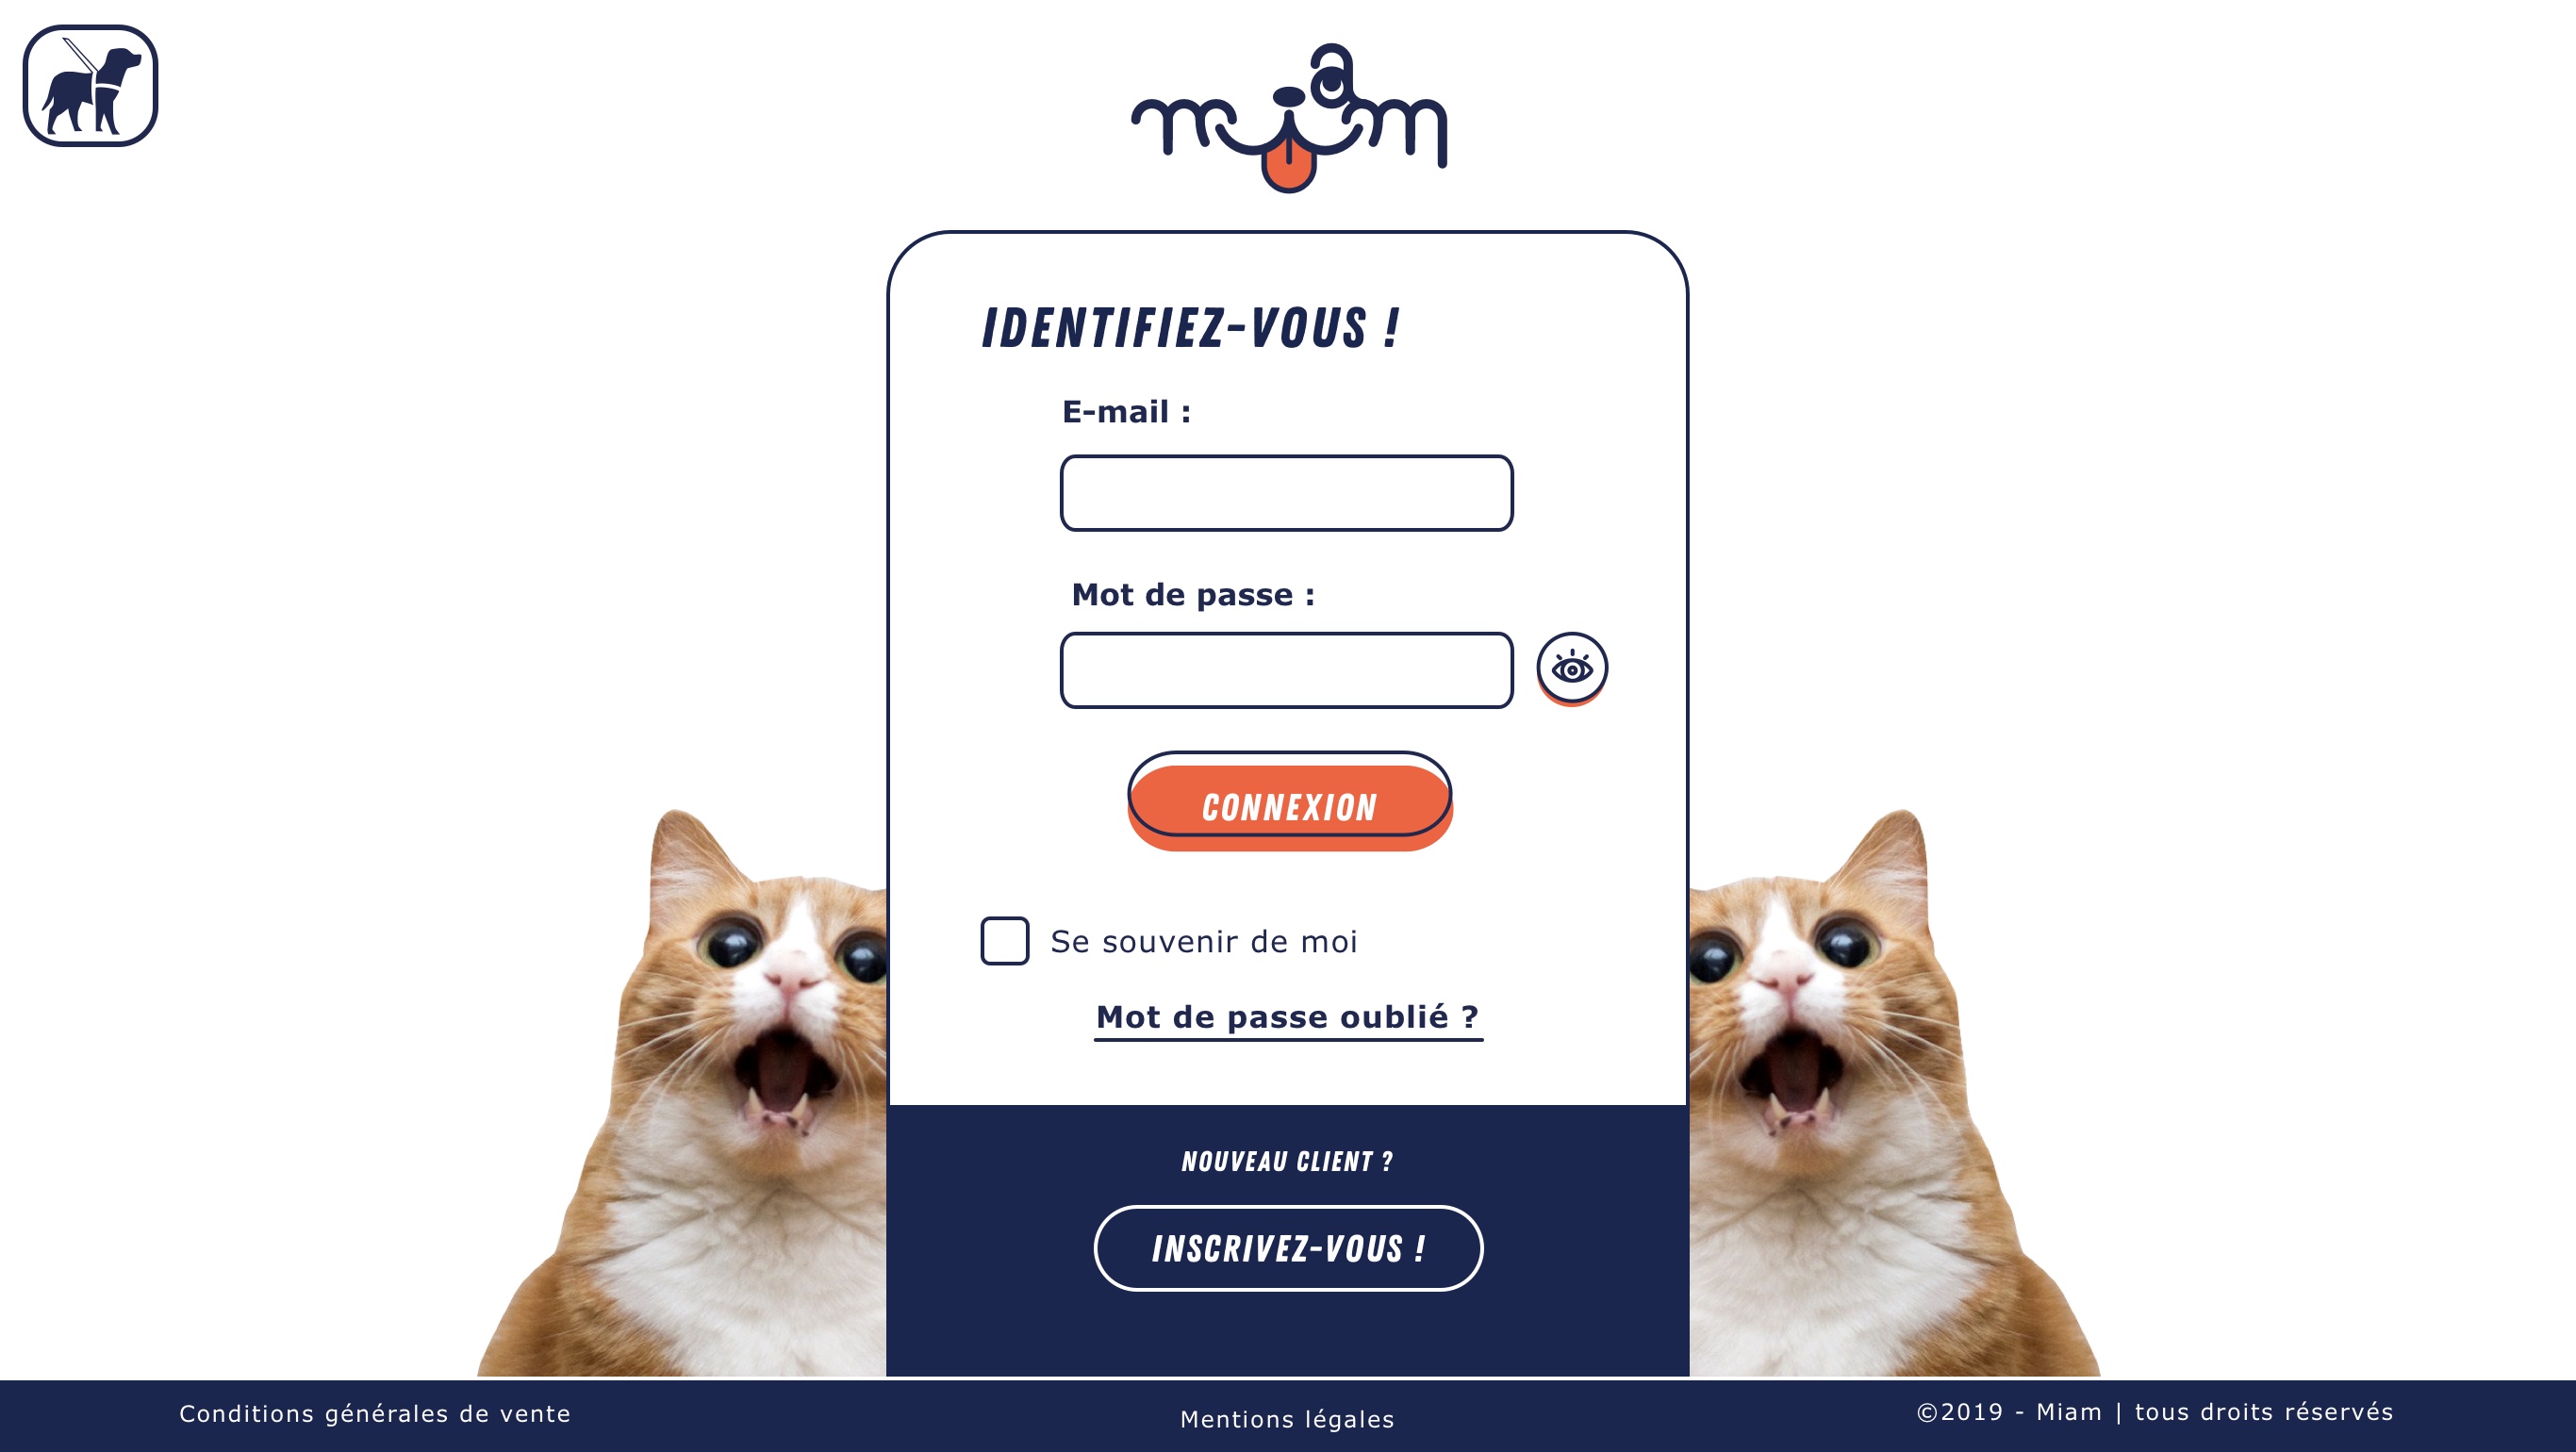 miam
IDENTIFIEZ-VOUS !
E-mail :
Mot de passe :
CONNEXION
Se souvenir de moi
Mot de passe oublié ?
NOUVEAU CLIENT ?
INSCRIVEZ-VOUS !
Conditions générales de vente
Mentions légales
©2019 - Miam | tous droits réservés